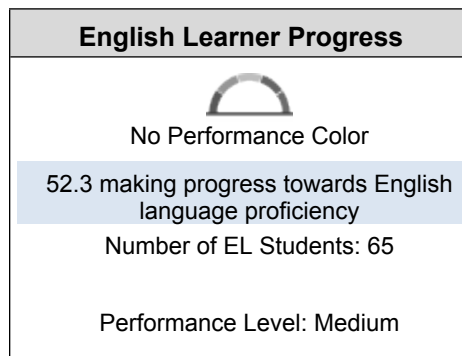 English Learner Progress
No Performance Color
52.3 making progress towards English
language proficiency
Number of EL Students: 65
Performance Level: Medium